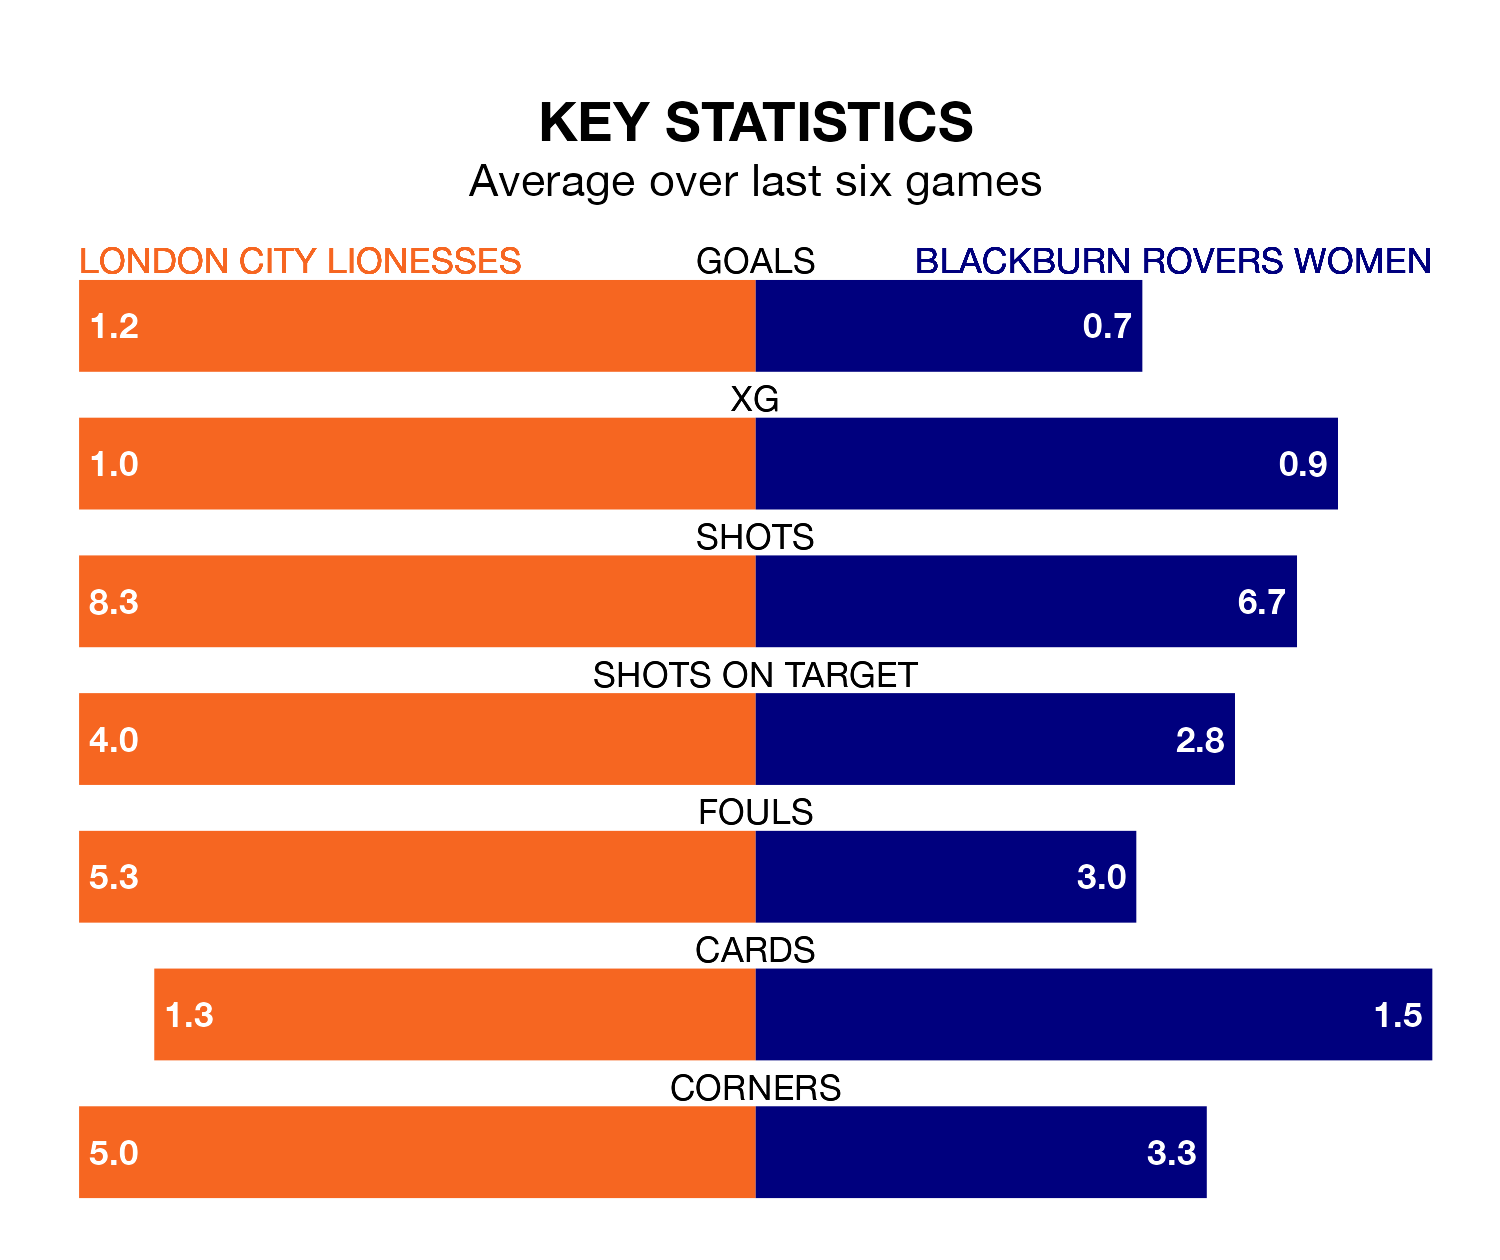 KEY STATISTICS
Average over last six games
LONDON CITY LIONESSES GOALS BLACKBURN ROVERS WOMEN
1.2 0.7
XG
1.0 0.9
SHOTS
8.3 6.7
SHOTS ON TARGET
4.0 2.8
FOULS
5.3 3.0
CARDS
1.3 1.5
CORNERS
5.0 3.3